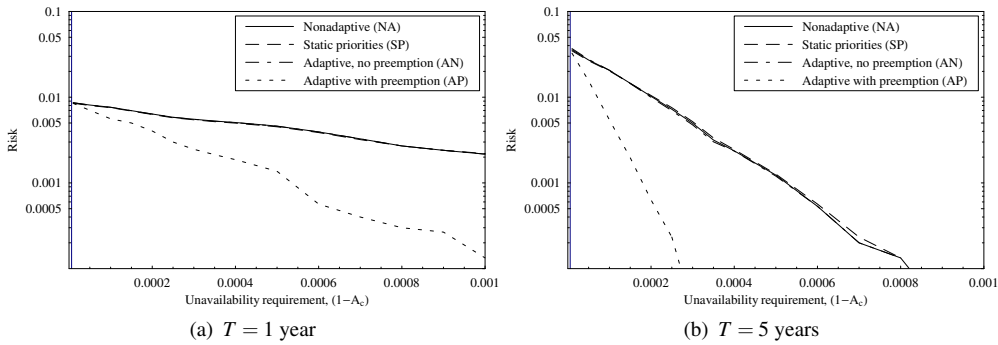 0.1
0.05
0.01
0.005
0.001
0.0005
Risk
Nonadaptive (NA)
Static priorities (SP)
Adaptive, no preemption (AN)
Adaptive with preemption (AP)
0.0002 0.0004 0.0006 0.0008 0.001
Unavailability requirement, (1−Ac)
(a) T = 1 year
0.1
0.05
0.01
0.005
0.001
0.0005
Risk
Nonadaptive (NA)
Static priorities (SP)
Adaptive, no preemption (AN)
Adaptive with preemption (AP)
0.0002 0.0004 0.0006 0.0008 0.001
Unavailability requirement, (1−Ac)
(b) T = 5 years